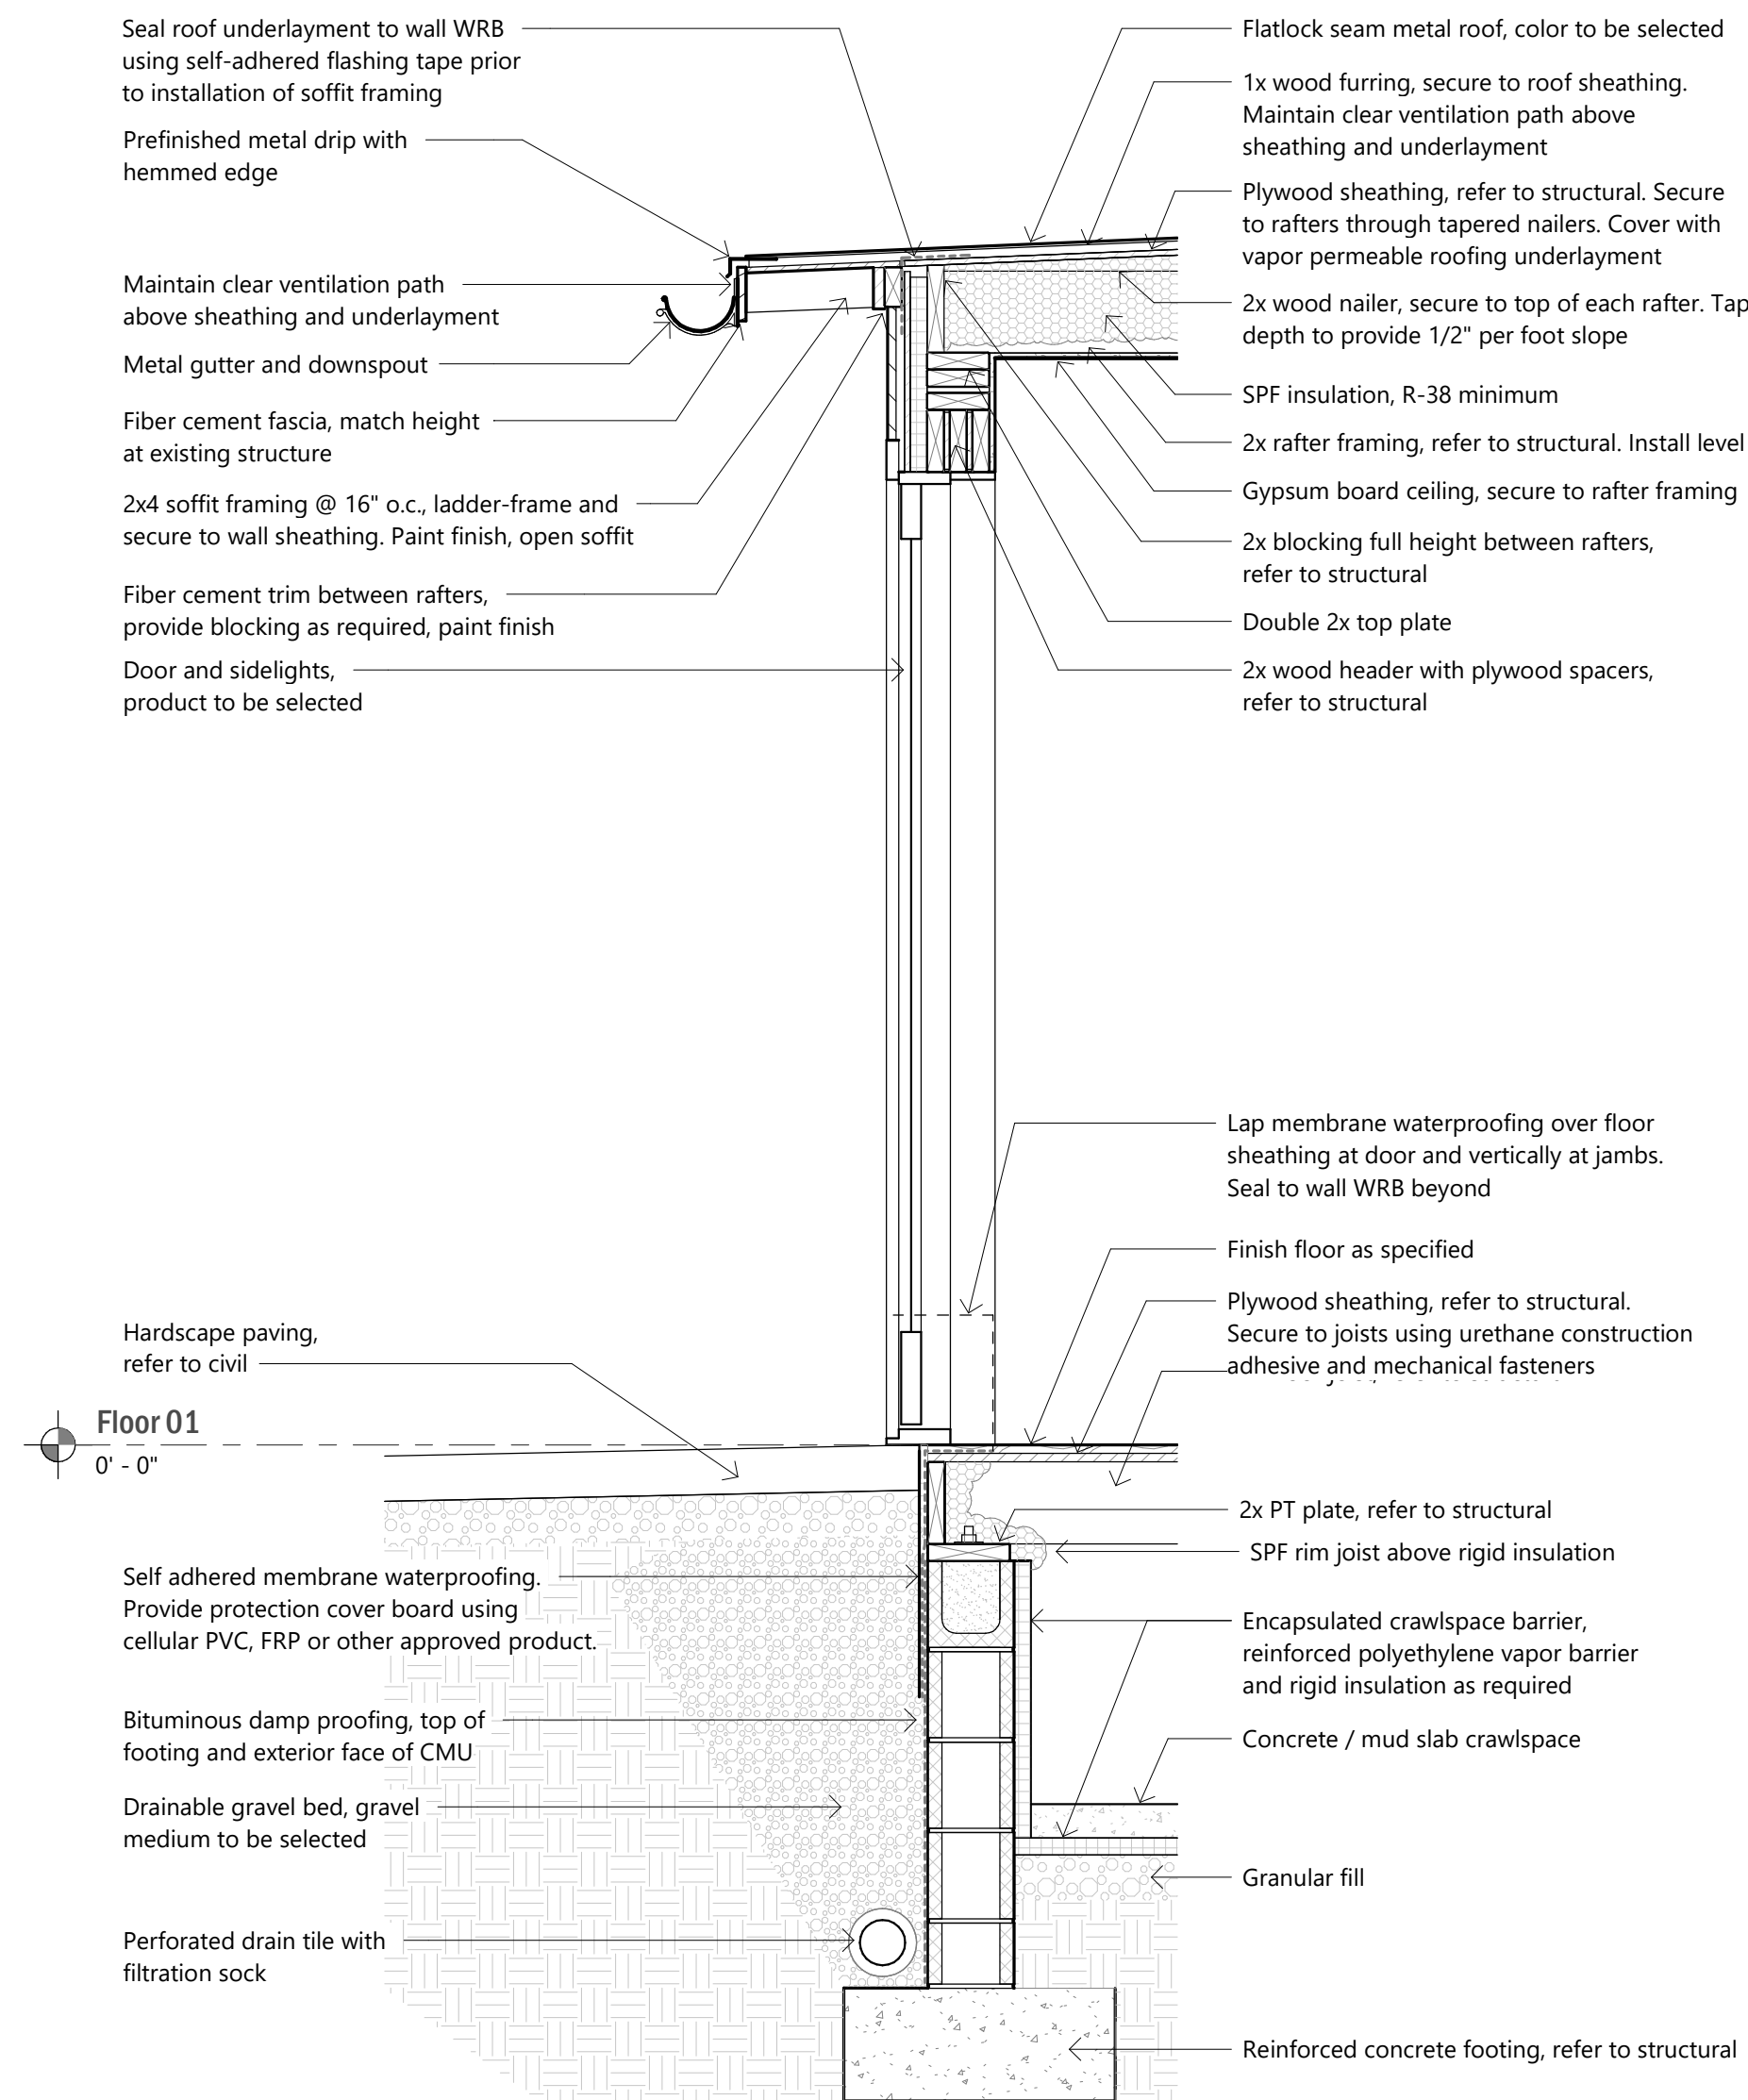 Seal roof underlayment to wall WRB
using self-adhered flashing tape prior
to installation of soffit framing
Prefinished metal drip with
hemmed edge
Maintain clear ventilation path
above sheathing and underlayment
Metal gutter and downspout
Fiber cement fascia, match height
at existing structure
2x4 soffit framing @ 16" o.c., ladder-frame and
secure to wall sheathing. Paint finish, open soffit
Fiber cement trim between rafters,
provide blocking as required, paint finish
Door and sidelights,
product to be selected
Flatlock seam metal roof, color to be selected
1x wood furring, secure to roof sheathing.
Maintain clear ventilation path above
sheathing and underlayment
Plywood sheathing, refer to structural. Secure
to rafters through tapered nailers. Cover with
vapor permeable roofing underlayment
2x wood nailer, secure to top of each rafter. Tap
depth to provide 1/2" per foot slope
SPF insulation, R-38 minimum
2x rafter framing, refer to structural. Install level
Gypsum board ceiling, secure to rafter framing
2x blocking full height between rafters,
refer to structural
Double 2x top plate
2x wood header with plywood spacers,
refer to structural
Lap membrane waterproofing over floor
sheathing at door and vertically at jambs.
Seal to wall WRB beyond
Finish floor as specified
Plywood sheathing, refer to structural.
Secure to joists using urethane construction
adhesive and mechanical fasteners
Hardscape paving,
refer to civil
Floor 01
0' - 0"
2x PT plate, refer to structural
SPF rim joist above rigid insulation
Encapsulated crawlspace barrier,
reinforced polyethylene vapor barrier
and rigid insulation as required
Concrete / mud slab crawlspace
Granular fill
Reinforced concrete footing, refer to structural
Self adhered membrane waterproofing.
Provide protection cover board using
cellular PVC, FRP or other approved product.
Bituminous damp proofing, top of
footing and exterior face of CMU
Drainable gravel bed, gravel
medium to be selected
Perforated drain tile with
filtration sock